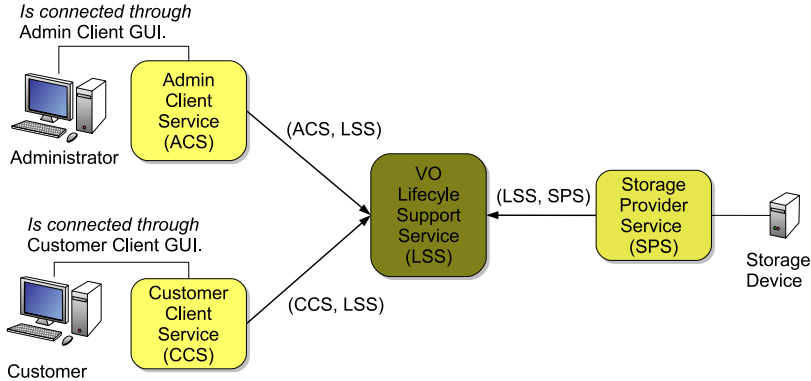 Is connected through
Admin Client GUI.
Admin
Client
Service
(ACS)
Administrator
(ACS, LSS)
VO
Lifecyle
Support
Service
(LSS)
(LSS, SPS)
Storage
Provider
Service
(SPS)
Storage
Device
Is connected through
Customer Client GUI.
Customer
Client
Service
(CCS)
(CCS, LSS)
Customer